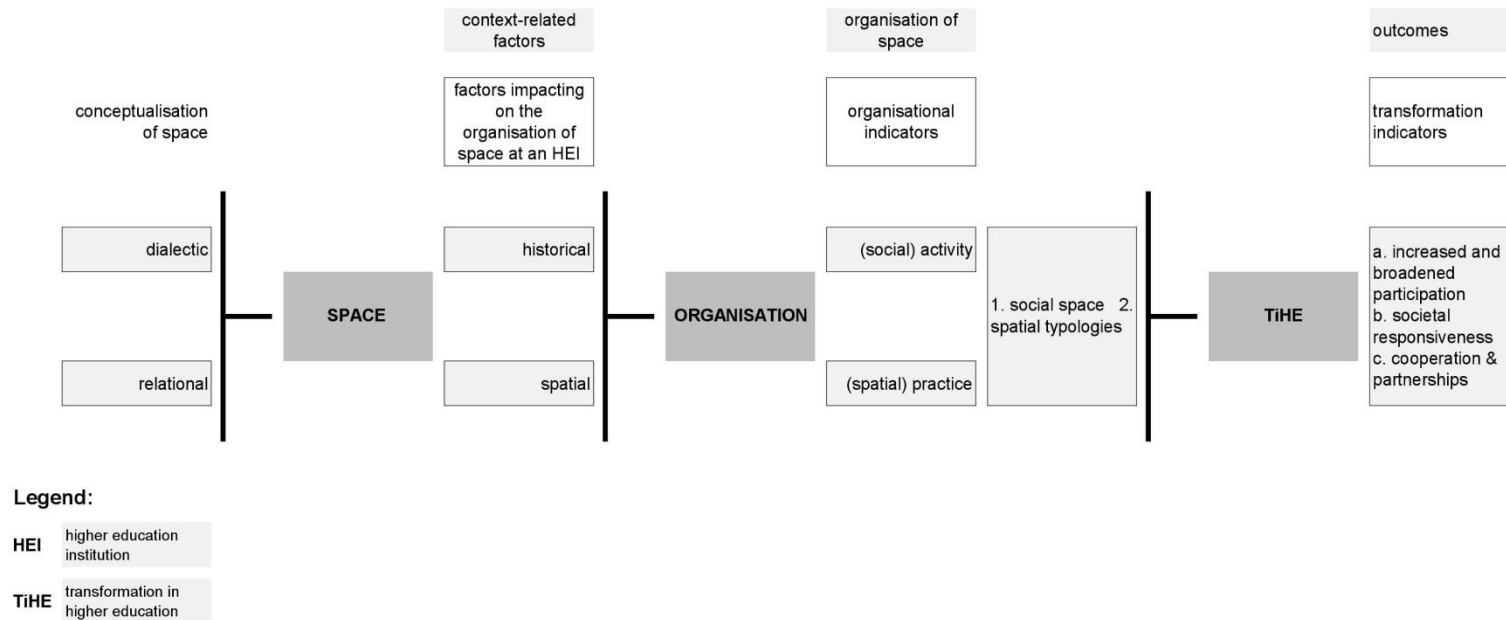 context-related
factors
organisation of
space
outcomes
conceptualisation
of space
factors impacting
on the
organisation of
space at an HEI
organisational
indicators
transformation
indicators
dialectic
relational
SPACE
historical
spatial
ORGANISATION
(social) activity
(spatial) practice
1. social space 2.
spatial typologies
TiHE
a. increased and
broadened
participation
b. societal
responsiveness
c. cooperation &
partnerships
Legend:
HEI
higher education
institution
TiHE
transformation in
higher education